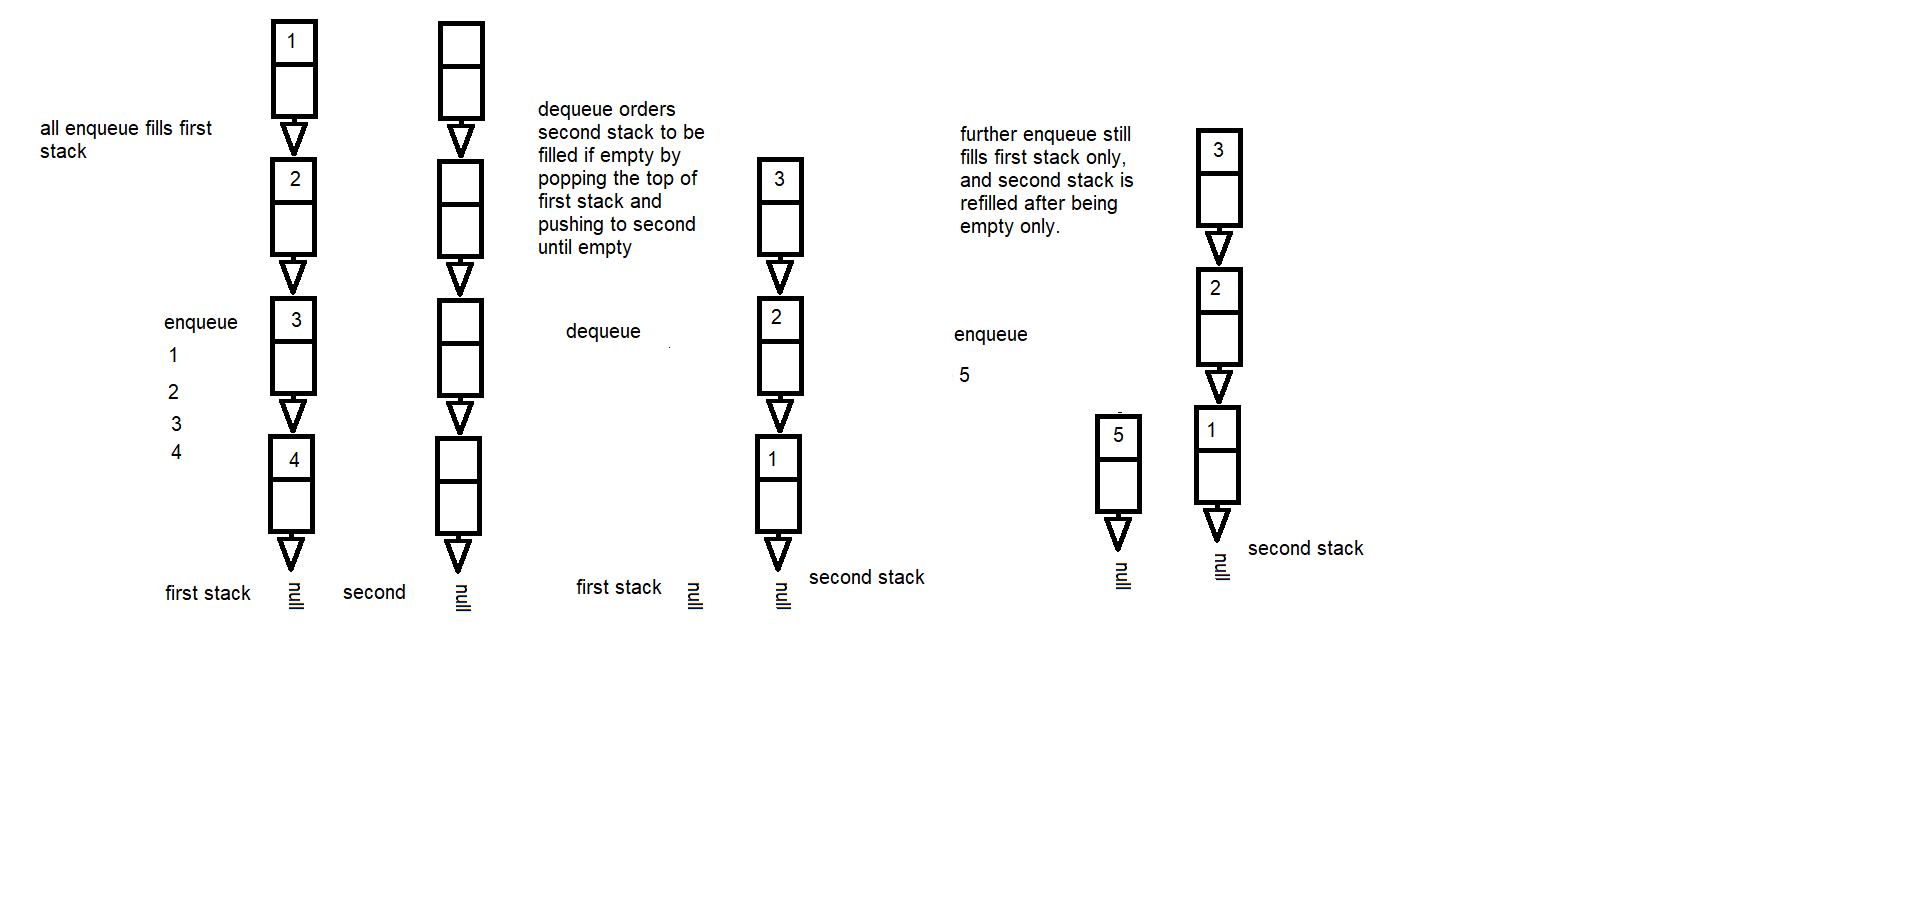 all enqueue fills first
stack
enqueue
1
2
3
4
1
2
3
4
first stack
null
second
null
dequeue orders
second stack to be
filled if empty by
popping the top of
first stack and
pushing to second
until empty
dequeue
3
2
1
first stack
null
null
second stack
further enqueue still
fills first stack only,
and second stack is
refilled after being
empty only.
enqueue
5
5
null
3
2
1
null
second stack